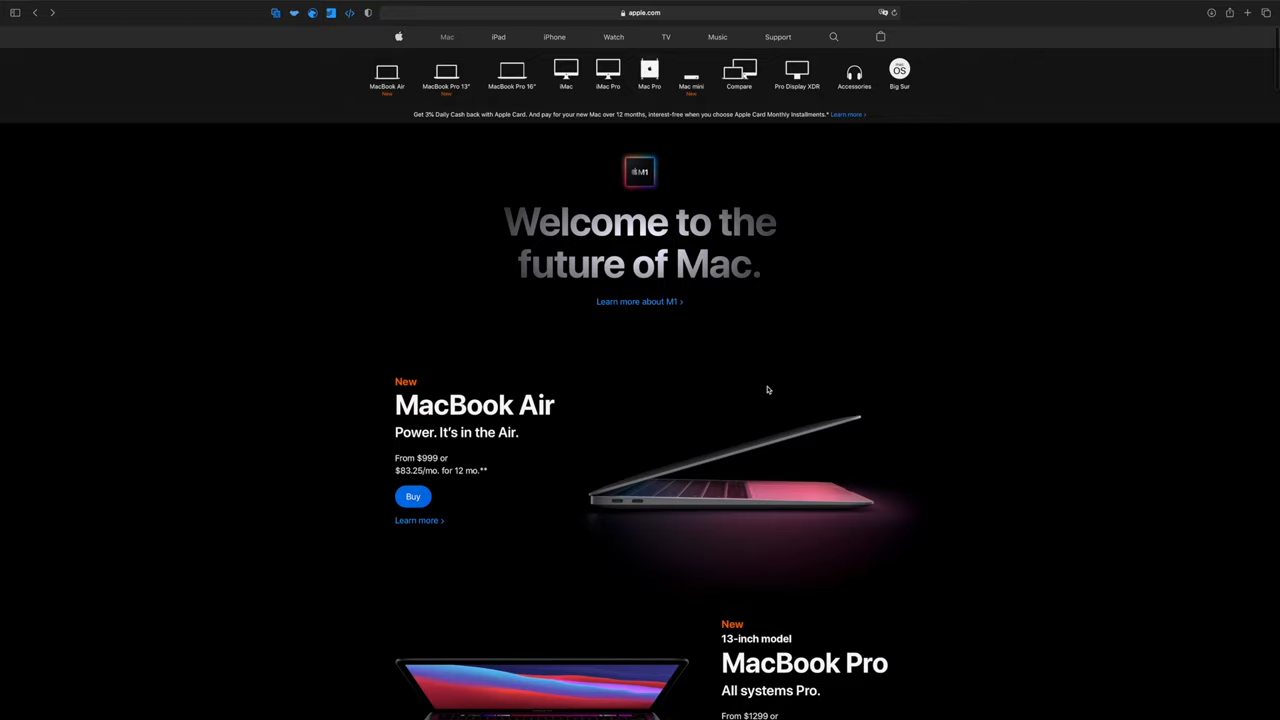 apple.com
Mac iPad iPhone Watch TV Music Support
MacBook Air MacBook Pro 13" MacBook Pro 16" iMac iMac Pro Mac Pro Mac mini Compare Pro Display XDR Accessories Big Sur
New New New
macOS
Get 3% Daily Cash back with Apple Card. And pay for your new Mac over 12 months, interest-free when you choose Apple Card Monthly Installments.* Learn more >
M1
Welcome to the
future of Mac.
Learn more about M1 >
New
MacBook Air
Power. It's in the Air.
From $999 or
$83.25/mo. for 12 mo.**
Buy
Learn more >
New
13-inch model
MacBook Pro
All systems Pro.
From $1299 or